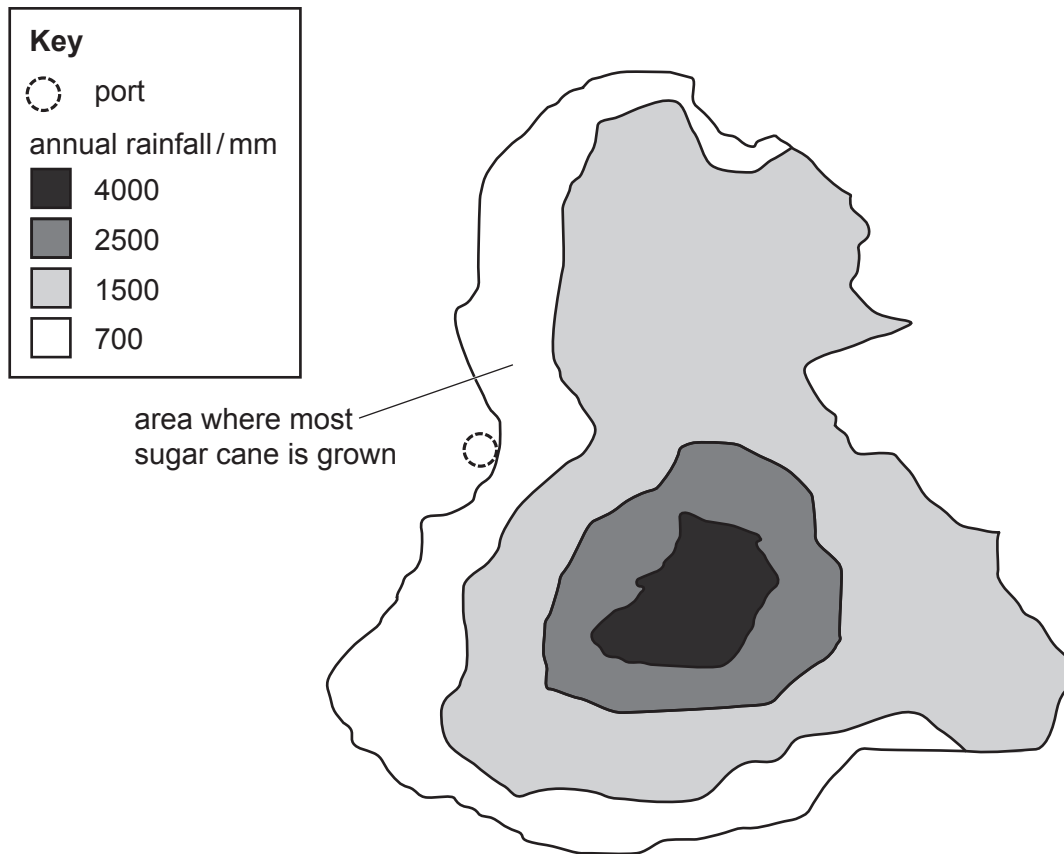 Key
port
annual rainfall / mm
4000
2500
1500
700
area where most
sugar cane is grown